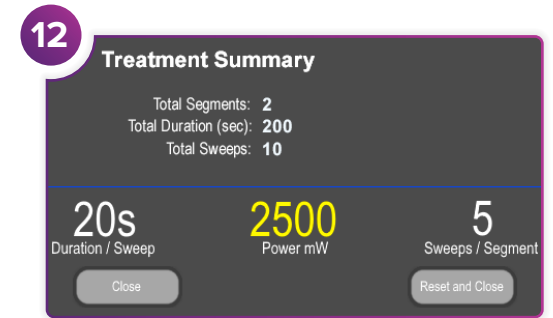 12
Treatment Summary
Total Segments: 2
Total Duration (sec): 200
Total Sweeps: 10
20s 2500 5
Duration / Sweep Power mW Sweeps / Segment
Close Reset and Close